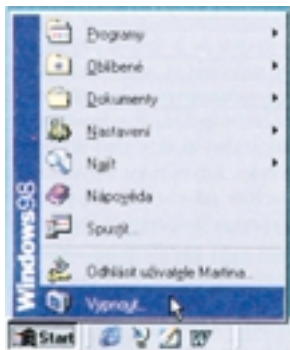 Programy
Oblíbené
Dokumenty
Nastavení
Najít
Nápověda
Spustit...
Odhlásit uživatele Martina...
Vypnout...
Windows98
Start